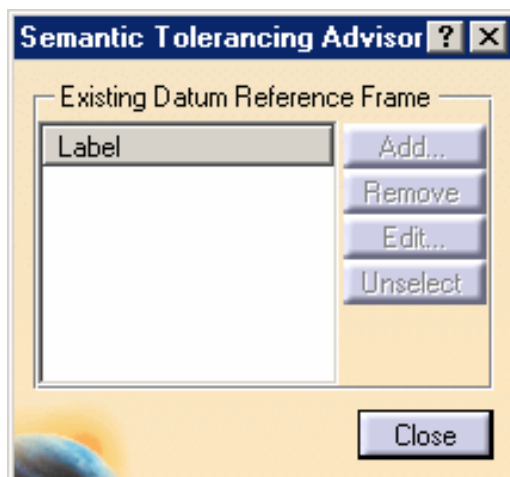 Semantic Tolerancing Advisor ? X
Existing Datum Reference Frame
Label
Add...
Remove
Edit...
Unselect
Close